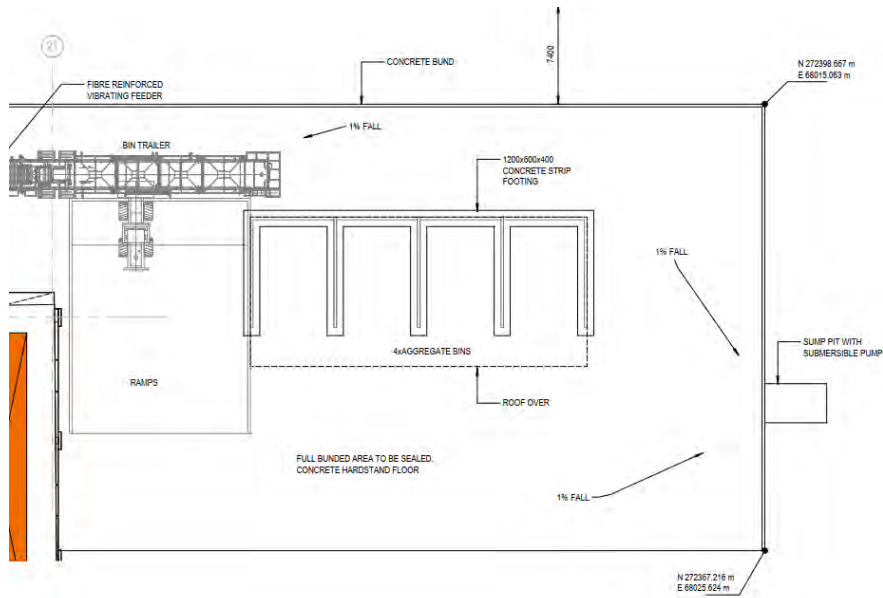 21
7400
CONCRETE BUND
N 272398.667 m
E 68015.063 m
FIBRE REINFORCED
VIBRATING FEEDER
1% FALL
BIN TRAILER
1200x600x400
CONCRETE STRIP
FOOTING
1% FALL
SUMP PIT WITH
SUBMERSIBLE PUMP
4xAGGREGATE BINS
RAMPS
ROOF OVER
FULL BUNDED AREA TO BE SEALED.
CONCRETE HARDSTAND FLOOR
1% FALL
N 272367.216 m
E 68025.624 m